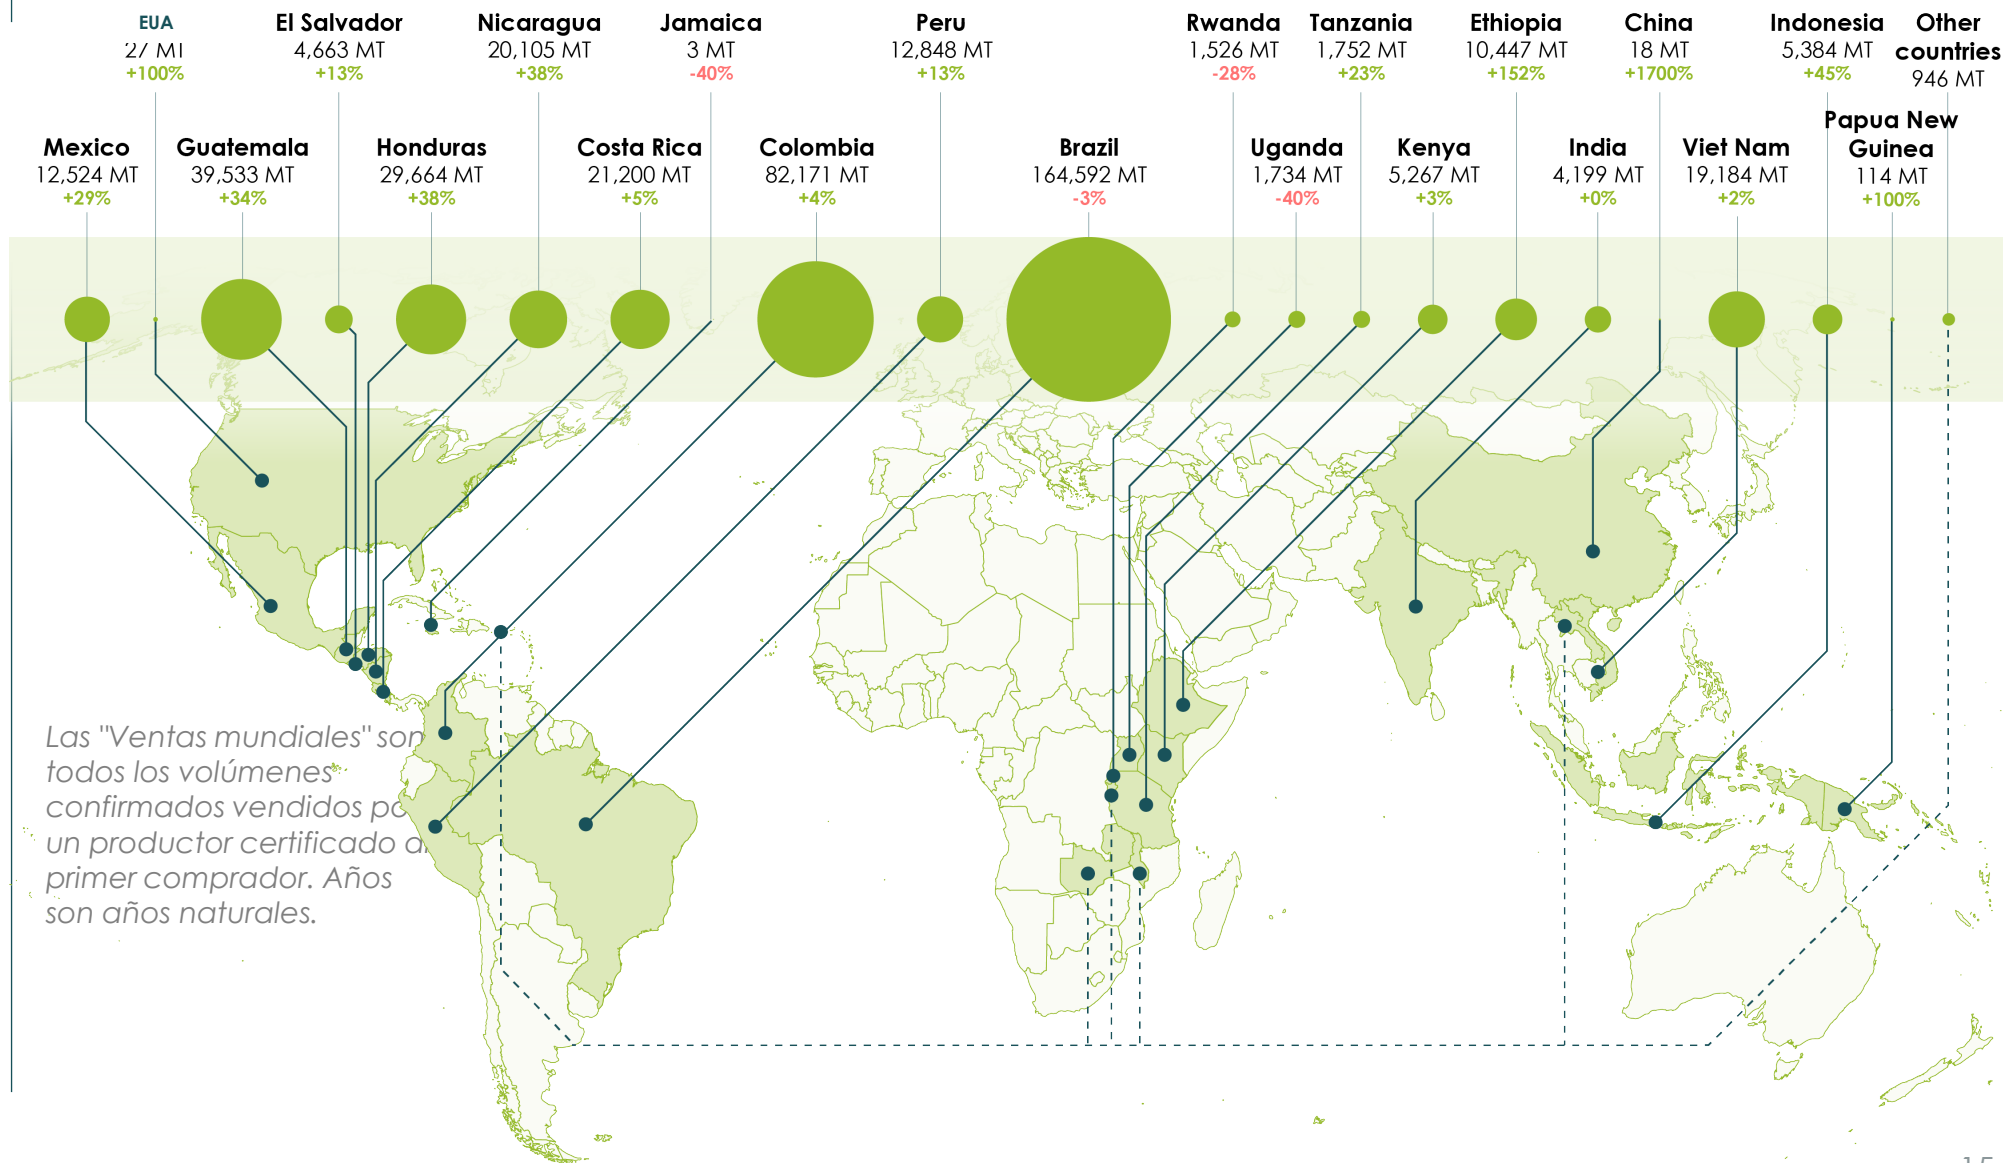 EUA
27 MT
+100%
El Salvador
4,663 MT
+13%
Nicaragua
20,105 MT
+38%
Jamaica
3 MT
-40%
Peru
12,848 MT
+13%
Rwanda
1,526 MT
-28%
Tanzania
1,752 MT
+23%
Ethiopia
10,447 MT
+152%
China
18 MT
+1700%
Indonesia
5,384 MT
+45%
Other
countries
946 MT
Mexico
12,524 MT
+29%
Guatemala
39,533 MT
+34%
Honduras
29,664 MT
+38%
Costa Rica
21,200 MT
+5%
Colombia
82,171 MT
+4%
Brazil
164,592 MT
-3%
Uganda
1,734 MT
-40%
Kenya
5,267 MT
+3%
India
4,199 MT
+0%
Viet Nam
19,184 MT
+2%
Papua New
Guinea
114 MT
+100%
Las "Ventas mundiales" son
todos los volúmenes
confirmados vendidos por
un productor certificado al
primer comprador. Años
son años naturales.
15